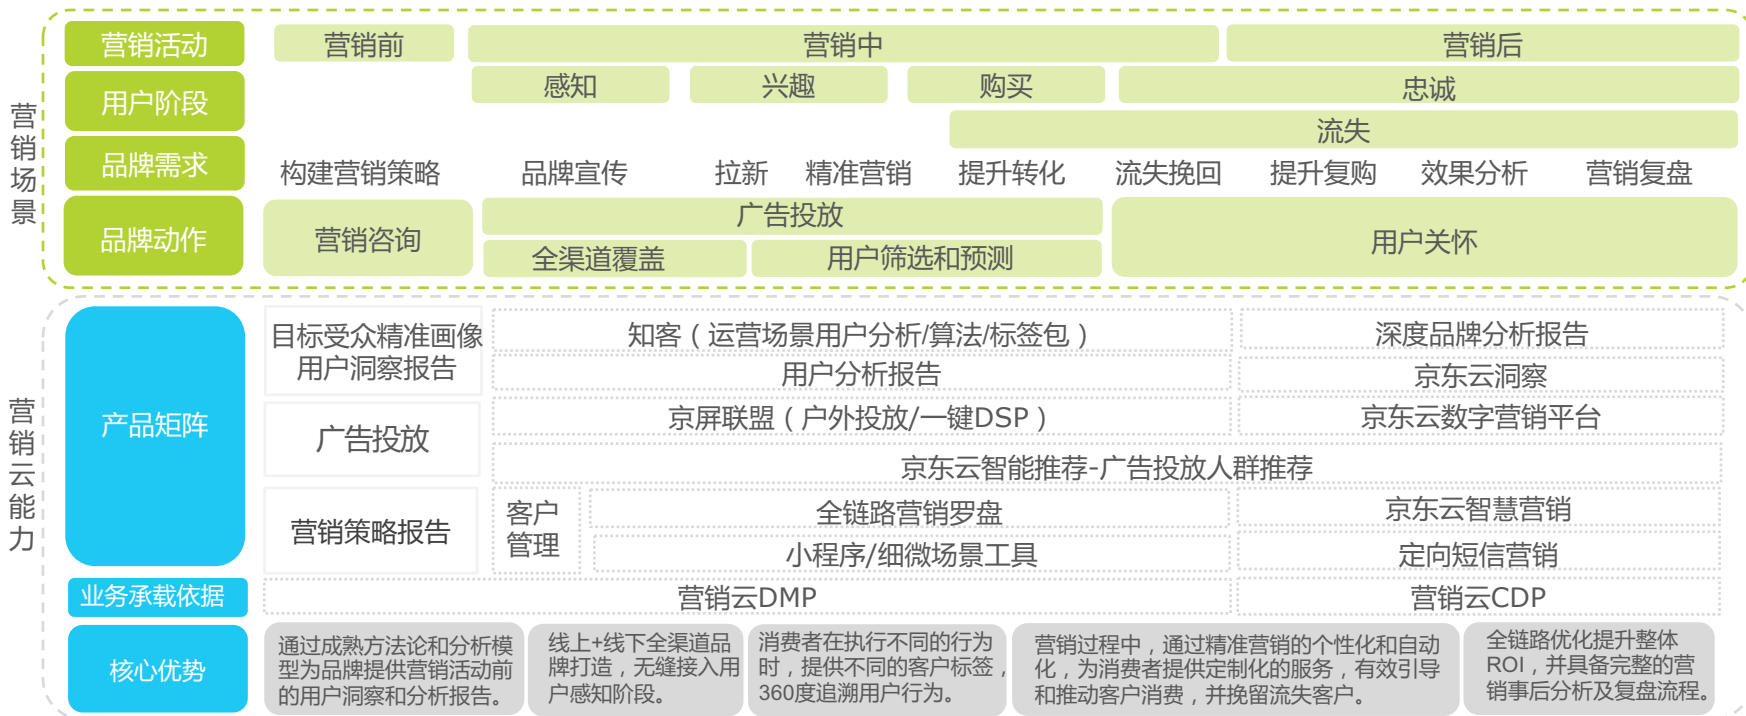 营销场景
营销活动
营销前
营销中
营销后
用户阶段
感知
兴趣
购买
忠诚
流失
品牌需求
构建营销策略
品牌宣传
拉新
精准营销
提升转化
流失挽回
提升复购
效果分析
营销复盘
品牌动作
营销咨询
广告投放
全渠道覆盖
用户筛选和预测
用户关怀
营销云能力
产品矩阵
目标受众精准画像
用户洞察报告
知客（运营场景用户分析/算法/标签包）
深度品牌分析报告
用户分析报告
京东云洞察
广告投放
京屏联盟（户外投放/一键DSP）
京东云数字营销平台
京东云智能推荐-广告投放人群推荐
营销策略报告
客户
管理
全链路营销罗盘
京东云智慧营销
小程序/细微场景工具
定向短信营销
业务承载依据
营销云DMP
营销云CDP
核心优势
通过成熟方法论和分析模
型为品牌提供营销活动前
的用户洞察和分析报告。
线上+线下全渠道品
牌打造，无缝接入用
户感知阶段。
消费者在执行不同的行为
时，提供不同的客户标签，
360度追溯用户行为。
营销过程中，通过精准营销的个性化和自动
化，为消费者提供定制化的服务，有效引导
和推动客户消费，并挽留流失客户。
全链路优化提升整体
ROI，并具备完整的营
销事后分析及复盘流程。